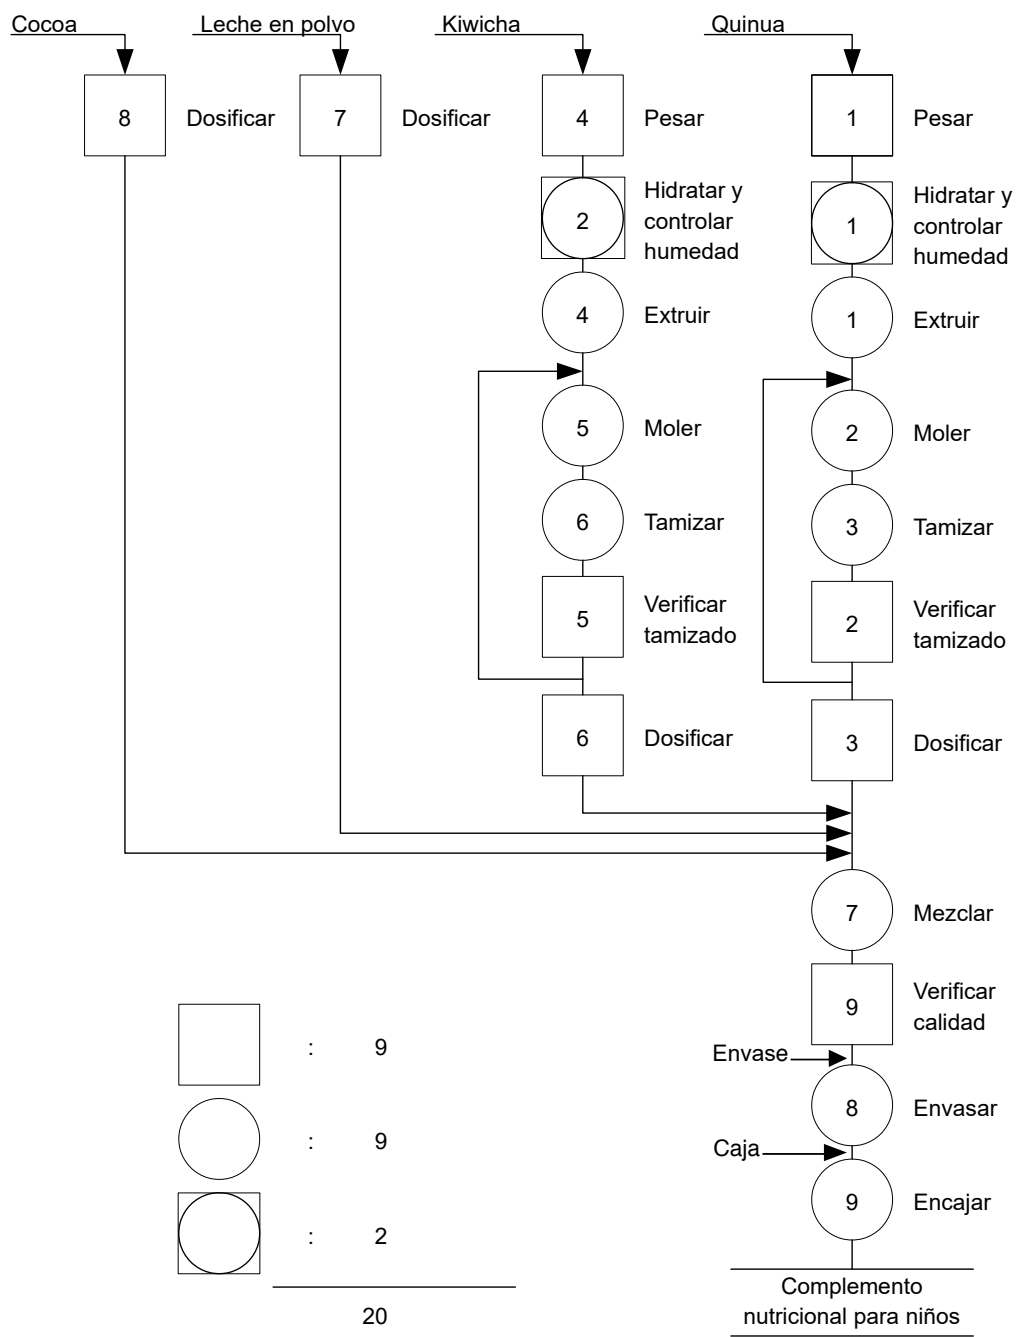 Cocoa
Leche en polvo
Kiwicha
Quinua
8
Dosificar
7
Dosificar
4
Pesar
1
Pesar
2
Hidratar y
controlar
humedad
1
Hidratar y
controlar
humedad
4
Extruir
1
Extruir
5
Moler
2
Moler
6
Tamizar
3
Tamizar
5
Verificar
tamizado
2
Verificar
tamizado
6
Dosificar
3
Dosificar
7
Mezclar
9
Verificar
calidad
Envase
8
Envasar
Caja
9
Encajar
: 9
: 9
: 2
20
Complemento
nutricional para niños